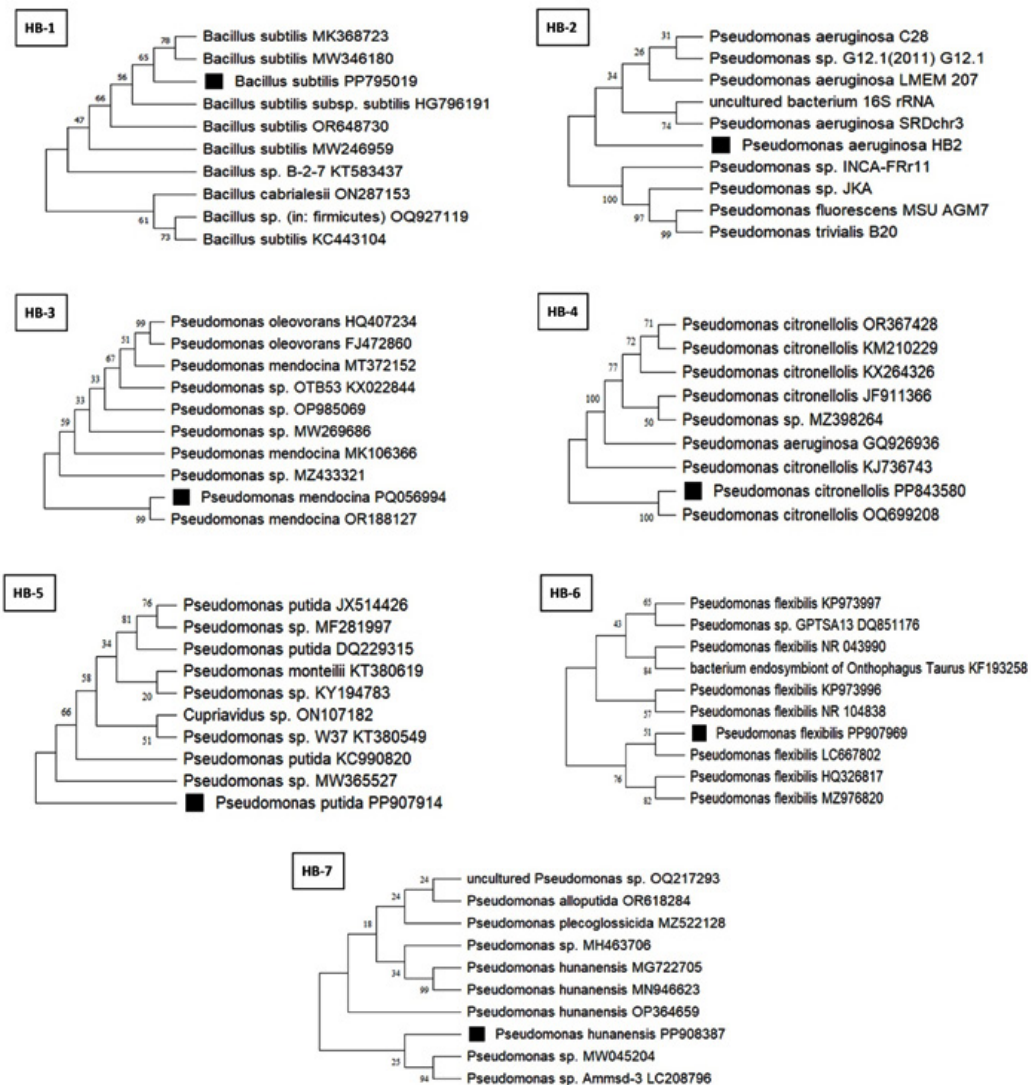 HB-1
78
65
56
66
47
61
73
Bacillus subtilis MK368723
Bacillus subtilis MW346180
Bacillus subtilis PP795019
Bacillus subtilis subsp. subtilis HG796191
Bacillus subtilis OR648730
Bacillus subtilis MW246959
Bacillus sp. B-2-7 KT583437
Bacillus cabrialesii ON287153
Bacillus sp. (in: firmicutes) OQ927119
Bacillus subtilis KC443104
HB-2
31
26
34
74
100
97
99
Pseudomonas aeruginosa C28
Pseudomonas sp. G12.1(2011) G12.1
Pseudomonas aeruginosa LMEM 207
uncultured bacterium 16S rRNA
Pseudomonas aeruginosa SRDchr3
Pseudomonas aeruginosa HB2
Pseudomonas sp. INCA-FRr11
Pseudomonas sp. JKA
Pseudomonas fluorescens MSU AGM7
Pseudomonas trivialis B20
HB-3
99
51
67
33
33
59
99
Pseudomonas oleovorans HQ407234
Pseudomonas oleovorans FJ472860
Pseudomonas mendocina MT372152
Pseudomonas sp. OTB53 KX022844
Pseudomonas sp. OP985069
Pseudomonas sp. MW269686
Pseudomonas mendocina MK106366
Pseudomonas sp. MZ433321
Pseudomonas mendocina PQ056994
Pseudomonas mendocina OR188127
HB-4
71
72
77
100
50
100
Pseudomonas citronellolis OR367428
Pseudomonas citronellolis KM210229
Pseudomonas citronellolis KX264326
Pseudomonas citronellolis JF911366
Pseudomonas sp. MZ398264
Pseudomonas aeruginosa GQ926936
Pseudomonas citronellolis KJ736743
Pseudomonas citronellolis PP843580
Pseudomonas citronellolis OQ699208
HB-5
76
81
34
58
66
20
51
Pseudomonas putida JX514426
Pseudomonas sp. MF281997
Pseudomonas putida DQ229315
Pseudomonas monteilii KT380619
Pseudomonas sp. KY194783
Cupriavidus sp. ON107182
Pseudomonas sp. W37 KT380549
Pseudomonas putida KC990820
Pseudomonas sp. MW365527
Pseudomonas putida PP907914
HB-6
65
43
84
57
51
76
82
Pseudomonas flexibilis KP973997
Pseudomonas sp. GPTSA13 DQ851176
Pseudomonas flexibilis NR 043990
bacterium endosymbiont of Onthophagus Taurus KF193258
Pseudomonas flexibilis KP973996
Pseudomonas flexibilis NR 104838
Pseudomonas flexibilis PP907969
Pseudomonas flexibilis LC667802
Pseudomonas flexibilis HQ326817
Pseudomonas flexibilis MZ976820
HB-7
24
24
18
34
99
25
94
uncultured Pseudomonas sp. OQ217293
Pseudomonas alloputida OR618284
Pseudomonas plecoglossicida MZ522128
Pseudomonas sp. MH463706
Pseudomonas hunanensis MG722705
Pseudomonas hunanensis MN946623
Pseudomonas hunanensis OP364659
Pseudomonas hunanensis PP908387
Pseudomonas sp. MW045204
Pseudomonas sp. Ammsd-3 LC208796